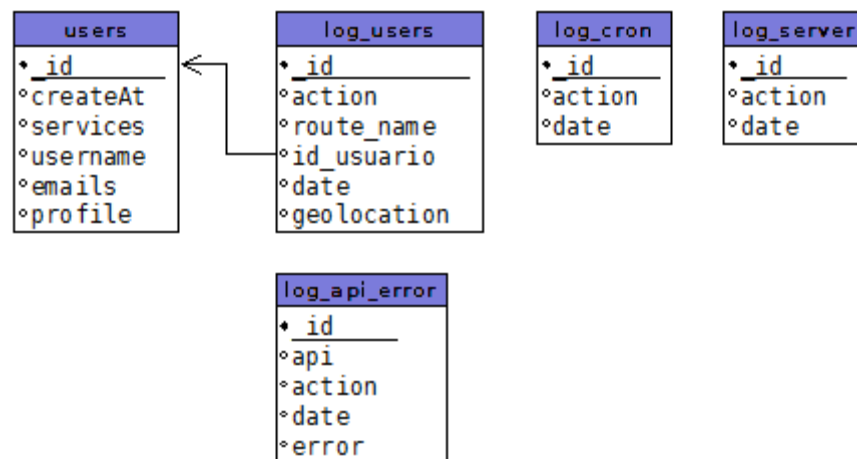 users
_id
createAt
services
username
emails
profile
log_users
_id
action
route_name
id_usuario
date
geolocation
log_cron
_id
action
date
log_server
_id
action
date
log_api_error
_id
api
action
date
error